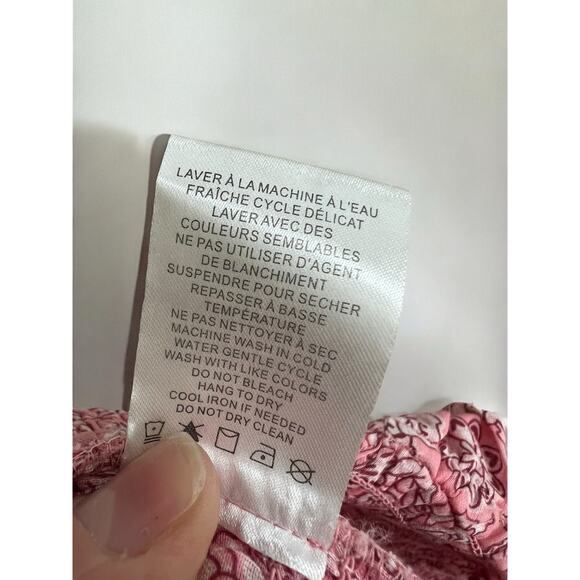 LAVER À LA MACHINE À L'EAU
FRAÎCHE CYCLE DÉLICAT
LAVER AVEC DES
COULEURS SEMBLABLES
NE PAS UTILISER D'AGENT
DE BLANCHIMENT
SUSPENDRE POUR SECHER
REPASSER À BASSE
TEMPÉRATURE
NE PAS NETTOYER À SEC
MACHINE WASH IN COLD
WATER GENTLE CYCLE
WASH WITH LIKE COLORS
DO NOT BLEACH
HANG TO DRY
COOL IRON IF NEEDED
DO NOT DRY CLEAN